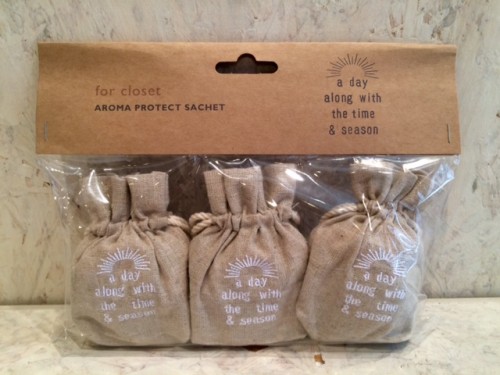 for closet
AROMA PROTECT SACHET
a day
along with
the time
& season
a day
along with
the time
& season
a day
along with
the time
& season
a day
along with
the time
& season